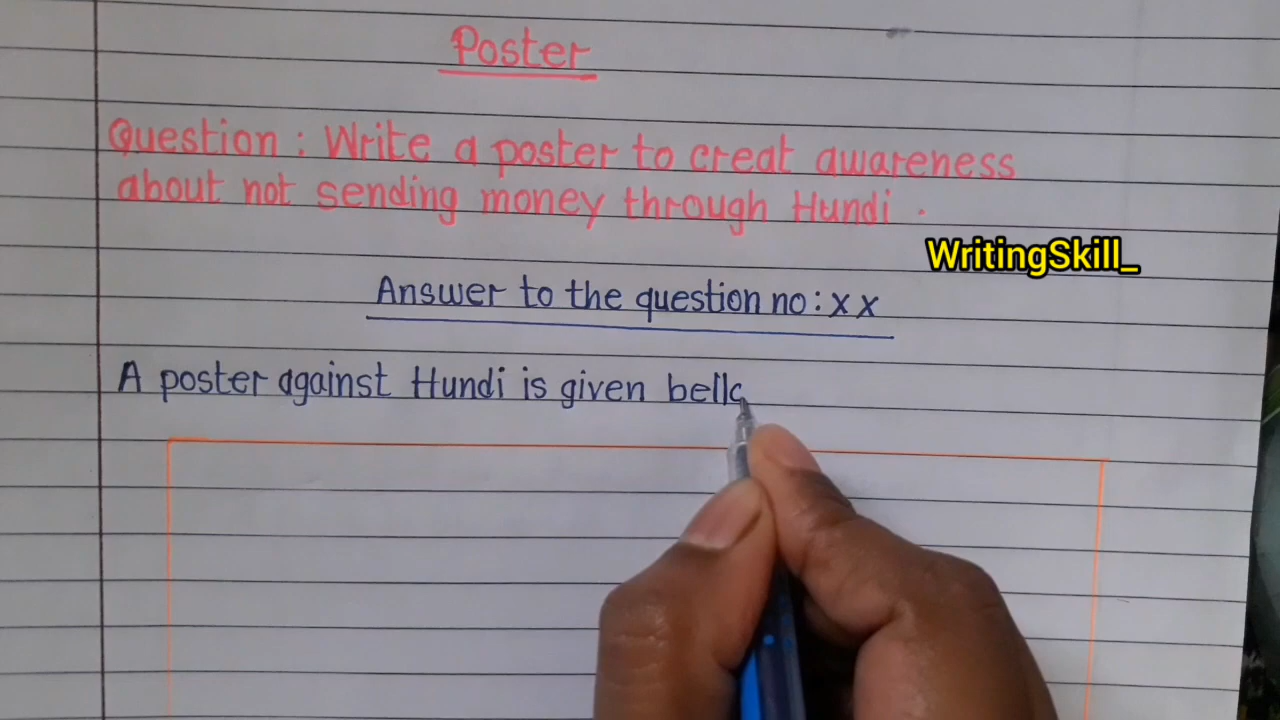 Poster
Question : Write a poster to creat awareness
about not sending money through Hundi .
WritingSkill_
Answer to the question no : x x
A poster against Hundi is given bello